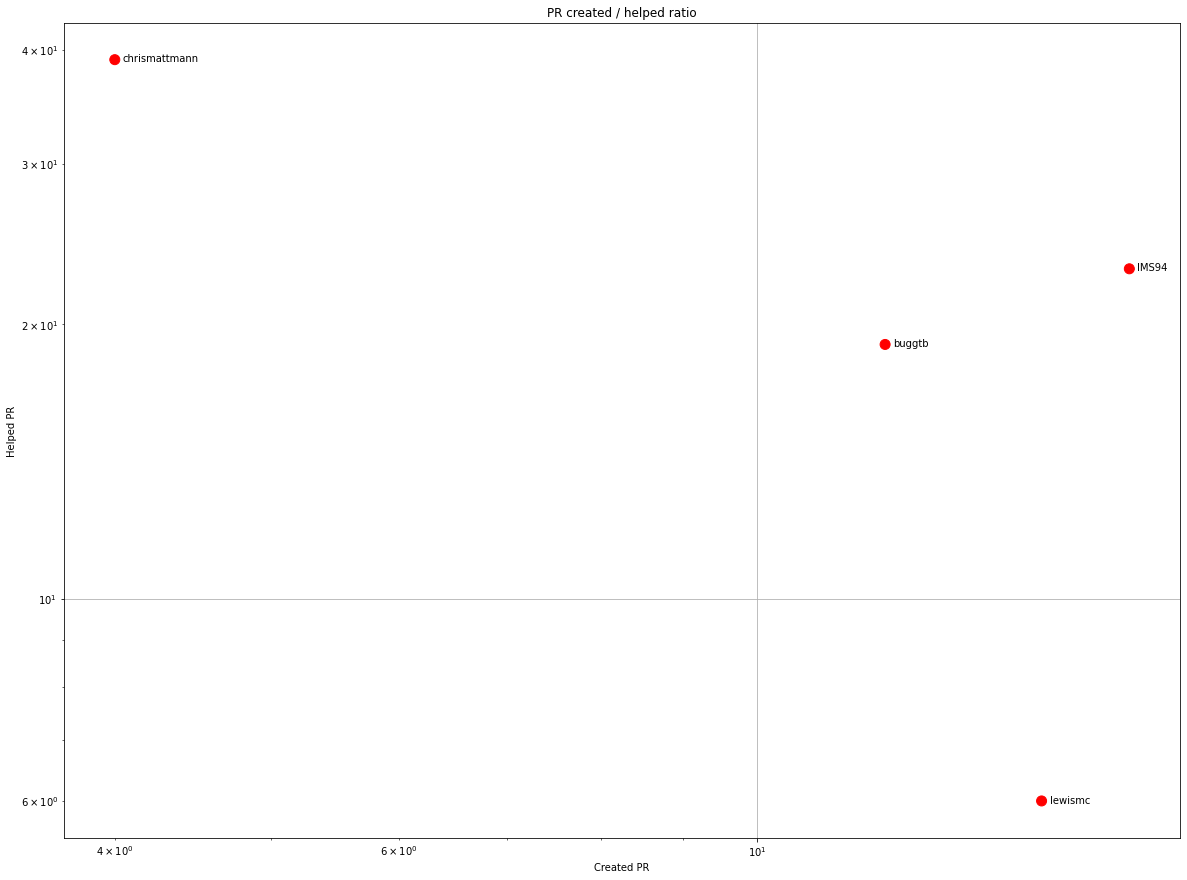 PR created / helped ratio
4 × 10¹
chrismattmann
3 × 10¹
IMS94
2 × 10¹
buggtb
Helped PR
10¹
6 × 10⁰
lewismc
4 × 10⁰
6 × 10⁰
10¹
Created PR